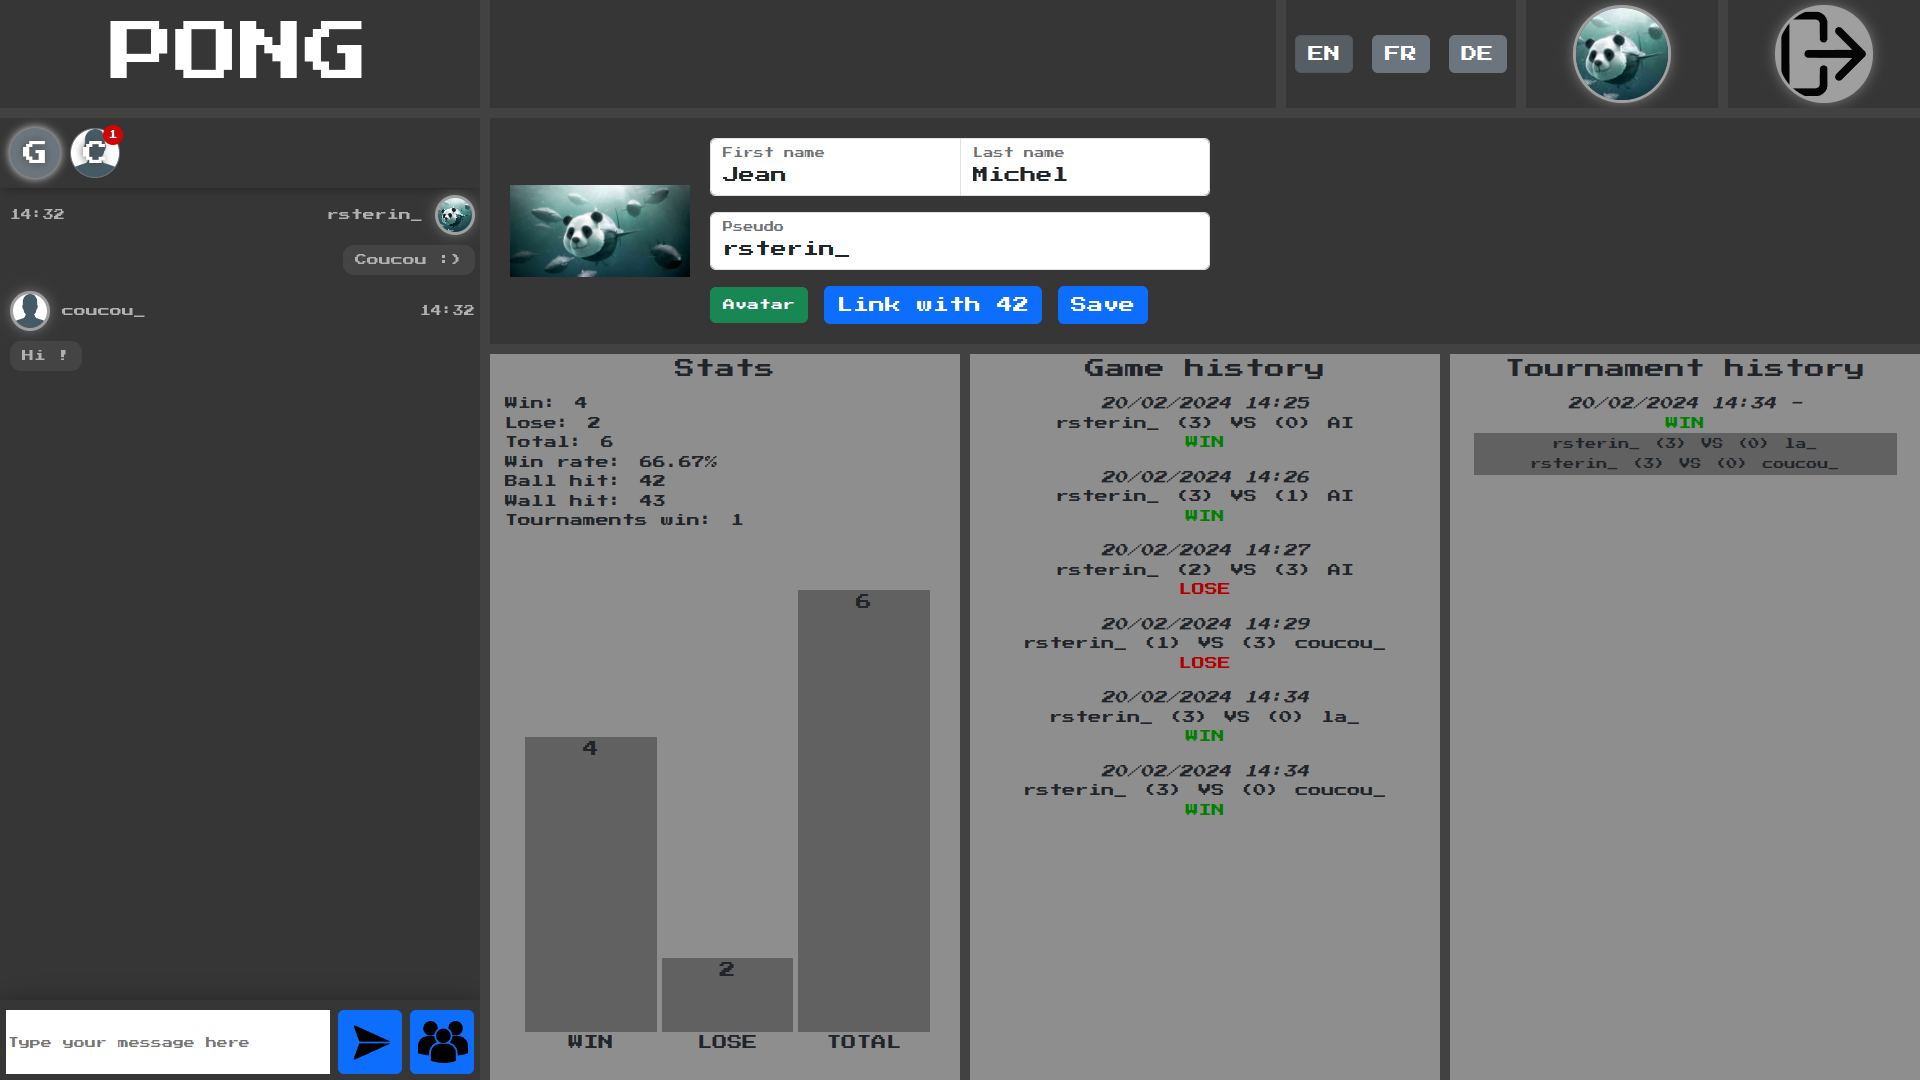 PONG
EN FR DE
G C 1
14:32 rsterin_
Coucou :)
coucou_ 14:32
Hi !
Type your message here
First name Last name
Jean Michel
Pseudo
rsterin_
Avatar Link with 42 Save
Stats
Win: 4
Lose: 2
Total: 6
Win rate: 66.67%
Ball hit: 42
Wall hit: 43
Tournaments win: 1
6
4
2
WIN LOSE TOTAL
Game history
20/02/2024 14:25
rsterin_ (3) VS (0) AI
WIN
20/02/2024 14:26
rsterin_ (3) VS (1) AI
WIN
20/02/2024 14:27
rsterin_ (2) VS (3) AI
LOSE
20/02/2024 14:29
rsterin_ (1) VS (3) coucou_
LOSE
20/02/2024 14:34
rsterin_ (3) VS (0) la_
WIN
20/02/2024 14:34
rsterin_ (3) VS (0) coucou_
WIN
Tournament history
20/02/2024 14:34 -
WIN
rsterin_ (3) VS (0) la_
rsterin_ (3) VS (0) coucou_